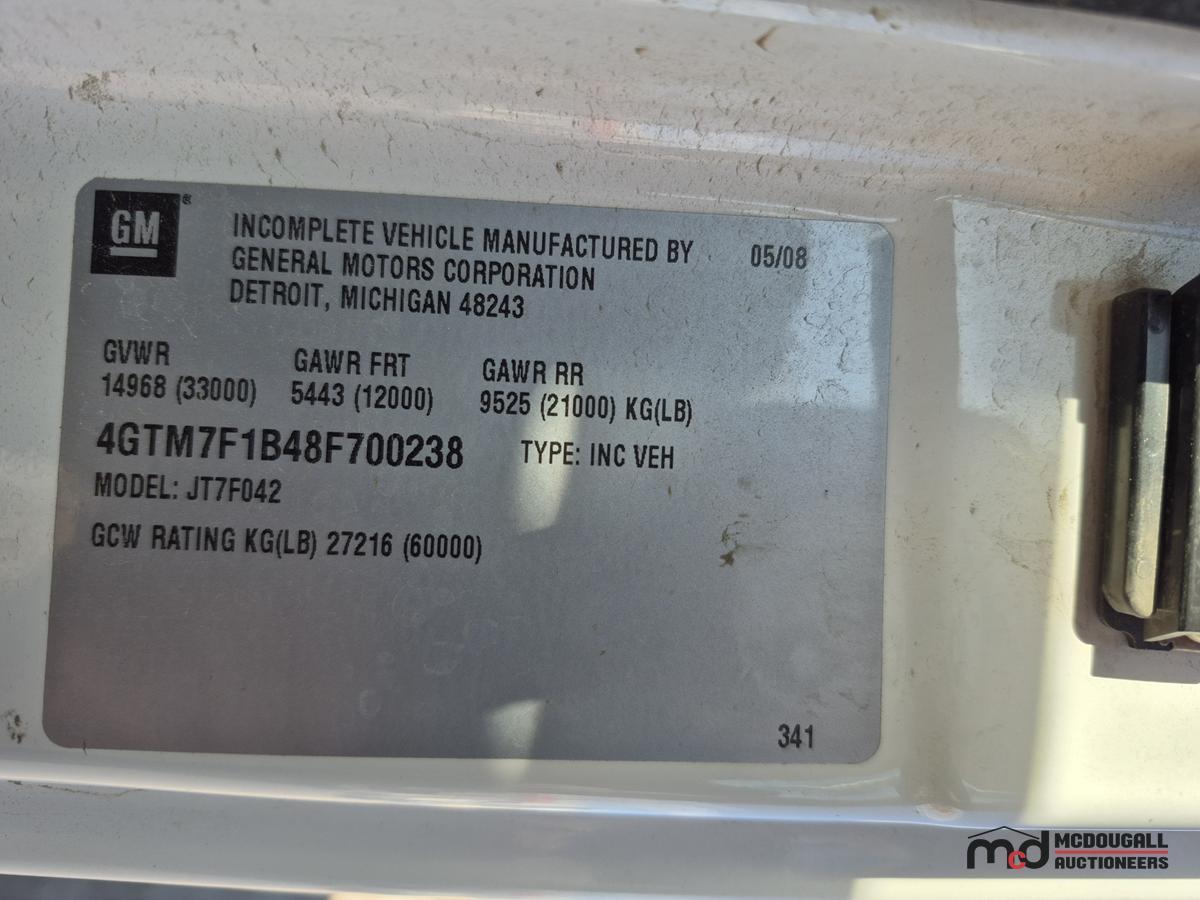 GM ®
INCOMPLETE VEHICLE MANUFACTURED BY 05/08
GENERAL MOTORS CORPORATION
DETROIT, MICHIGAN 48243
GVWR GAWR FRT GAWR RR
14968 (33000) 5443 (12000) 9525 (21000) KG(LB)
4GTM7F1B48F700238 TYPE: INC VEH
MODEL: JT7F042
GCW RATING KG(LB) 27216 (60000)
341
mcd MCDOUGALL
AUCTIONEERS